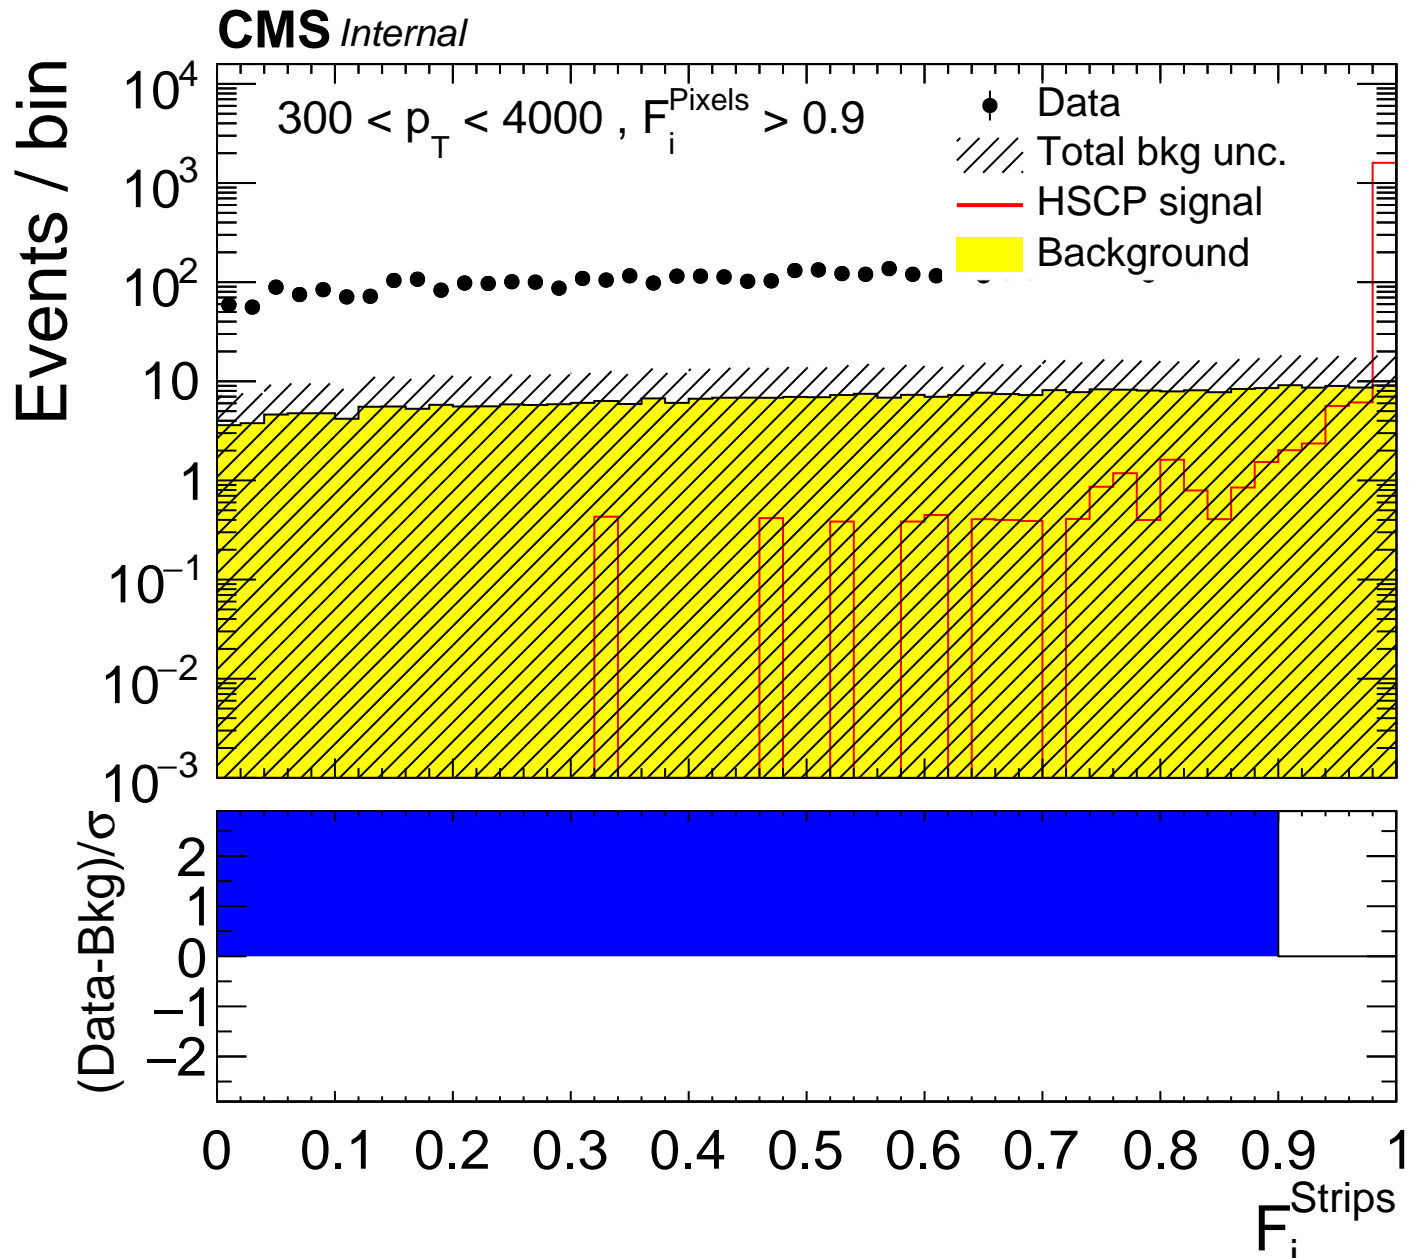 CMS Internal
Events / bin
10^4
10^3
10^2
10
1
10^−1
10^−2
10^−3
300 < p_T < 4000 , F_i^Pixels > 0.9
Data
Total bkg unc.
HSCP signal
Background
(Data-Bkg)/σ
2
1
0
−1
−2
0 0.1 0.2 0.3 0.4 0.5 0.6 0.7 0.8 0.9 1
F_i^Strips